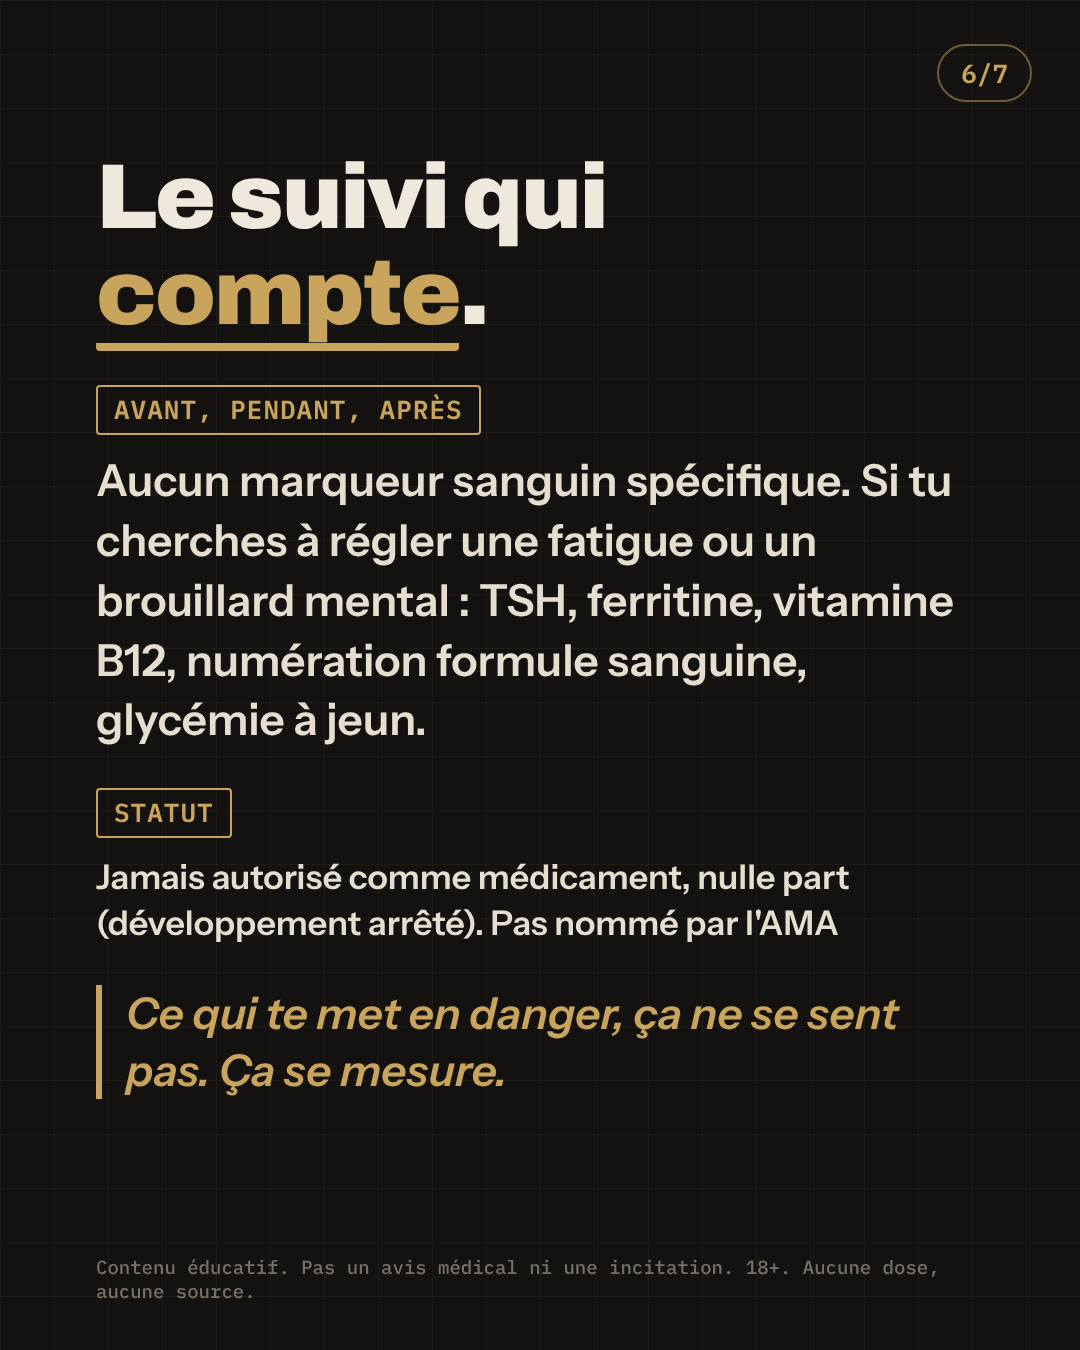 6/7
Le suivi qui
compte.
AVANT, PENDANT, APRÈS
Aucun marqueur sanguin spécifique. Si tu
cherches à régler une fatigue ou un
brouillard mental : TSH, ferritine, vitamine
B12, numération formule sanguine,
glycémie à jeun.
STATUT
Jamais autorisé comme médicament, nulle part
(développement arrêté). Pas nommé par l'AMA
Ce qui te met en danger, ça ne se sent
pas. Ça se mesure.
Contenu éducatif. Pas un avis médical ni une incitation. 18+. Aucune dose,
aucune source.